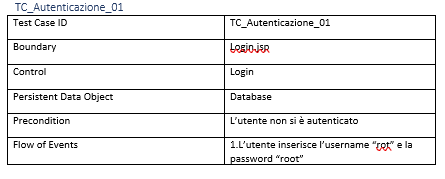 TC_Autenticazione_01
Test Case ID TC_Autenticazione_01
Boundary Login.jsp
Control Login
Persistent Data Object Database
Precondition L'utente non si è autenticato
Flow of Events 1.L'utente inserisce l'username "rot" e la
password "root"